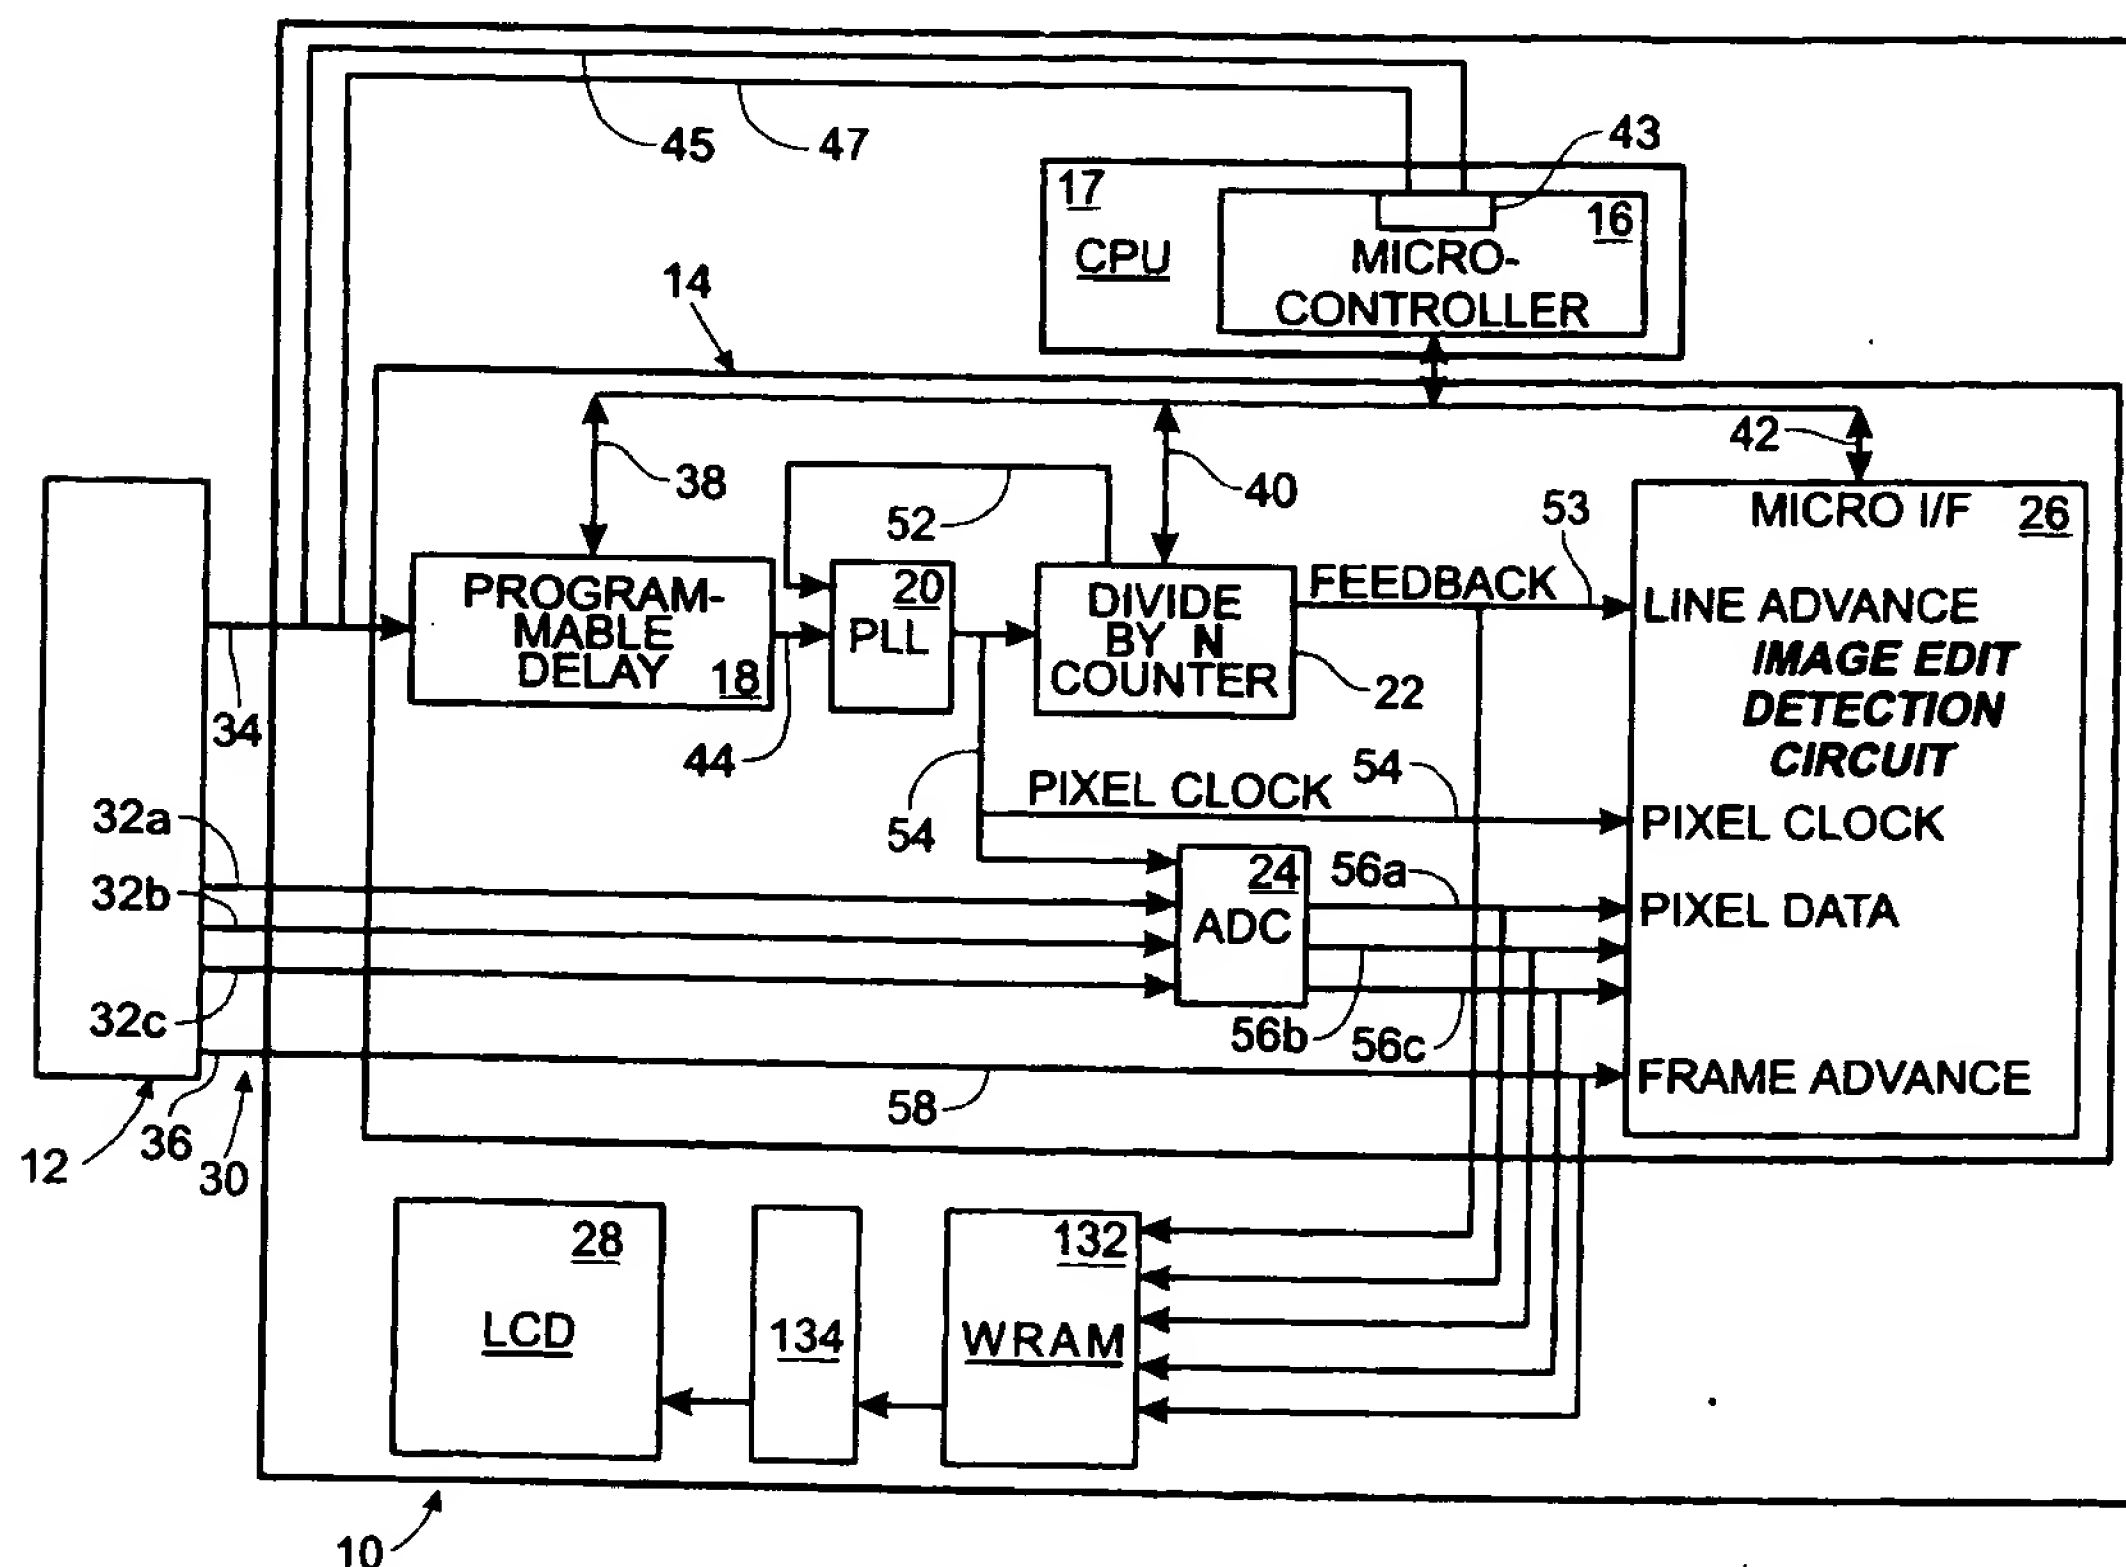 45
47
43
17
CPU
16
MICRO-
CONTROLLER
14
38
52
40
42
53
MICRO I/F
26
PROGRAM-
MABLE
DELAY
18
20
PLL
DIVIDE
BY N
COUNTER
22
FEEDBACK
LINE ADVANCE
IMAGE EDIT
DETECTION
CIRCUIT
34
44
54
PIXEL CLOCK
54
PIXEL CLOCK
32a
32b
32c
24
ADC
56a
56b
56c
PIXEL DATA
58
FRAME ADVANCE
12
36
30
28
LCD
134
132
WRAM
10